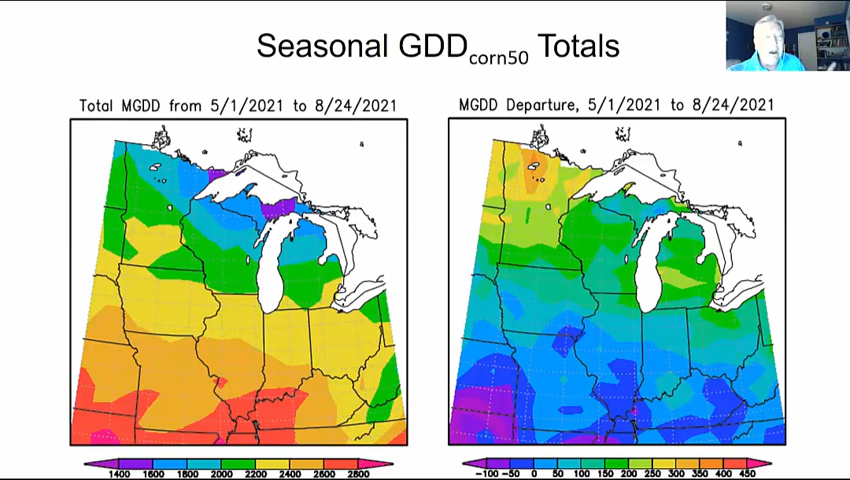 Seasonal GDDcorn50 Totals
Total MGDD from 5/1/2021 to 8/24/2021
MGDD Departure, 5/1/2021 to 8/24/2021
1400 1600 1800 2000 2200 2400 2600 2800
-100 -50 0 50 100 150 200 250 300 350 400 450